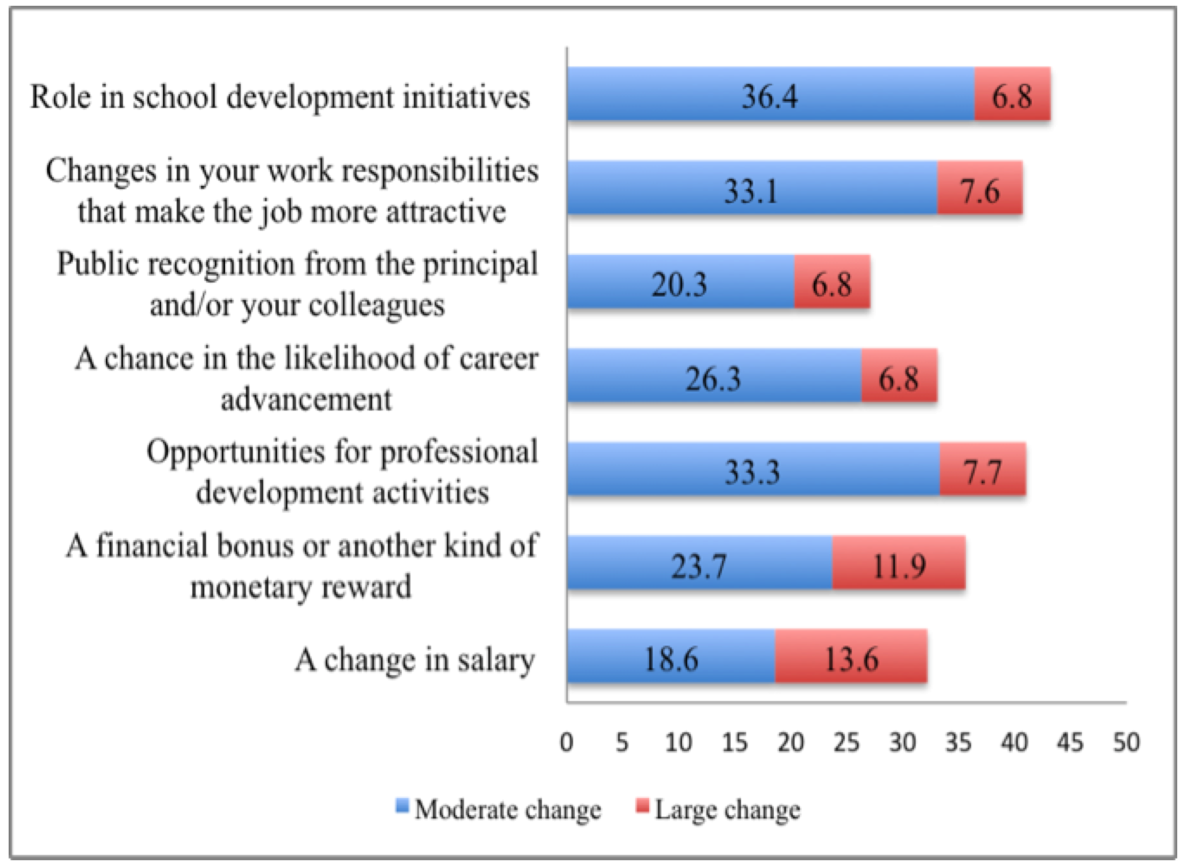 Role in school development initiatives
36.4
6.8
Changes in your work responsibilities
that make the job more attractive
33.1
7.6
Public recognition from the principal
and/or your colleagues
20.3
6.8
A chance in the likelihood of career
advancement
26.3
6.8
Opportunities for professional
development activities
33.3
7.7
A financial bonus or another kind of
monetary reward
23.7
11.9
A change in salary
18.6
13.6
0 5 10 15 20 25 30 35 40 45 50
Moderate change
Large change